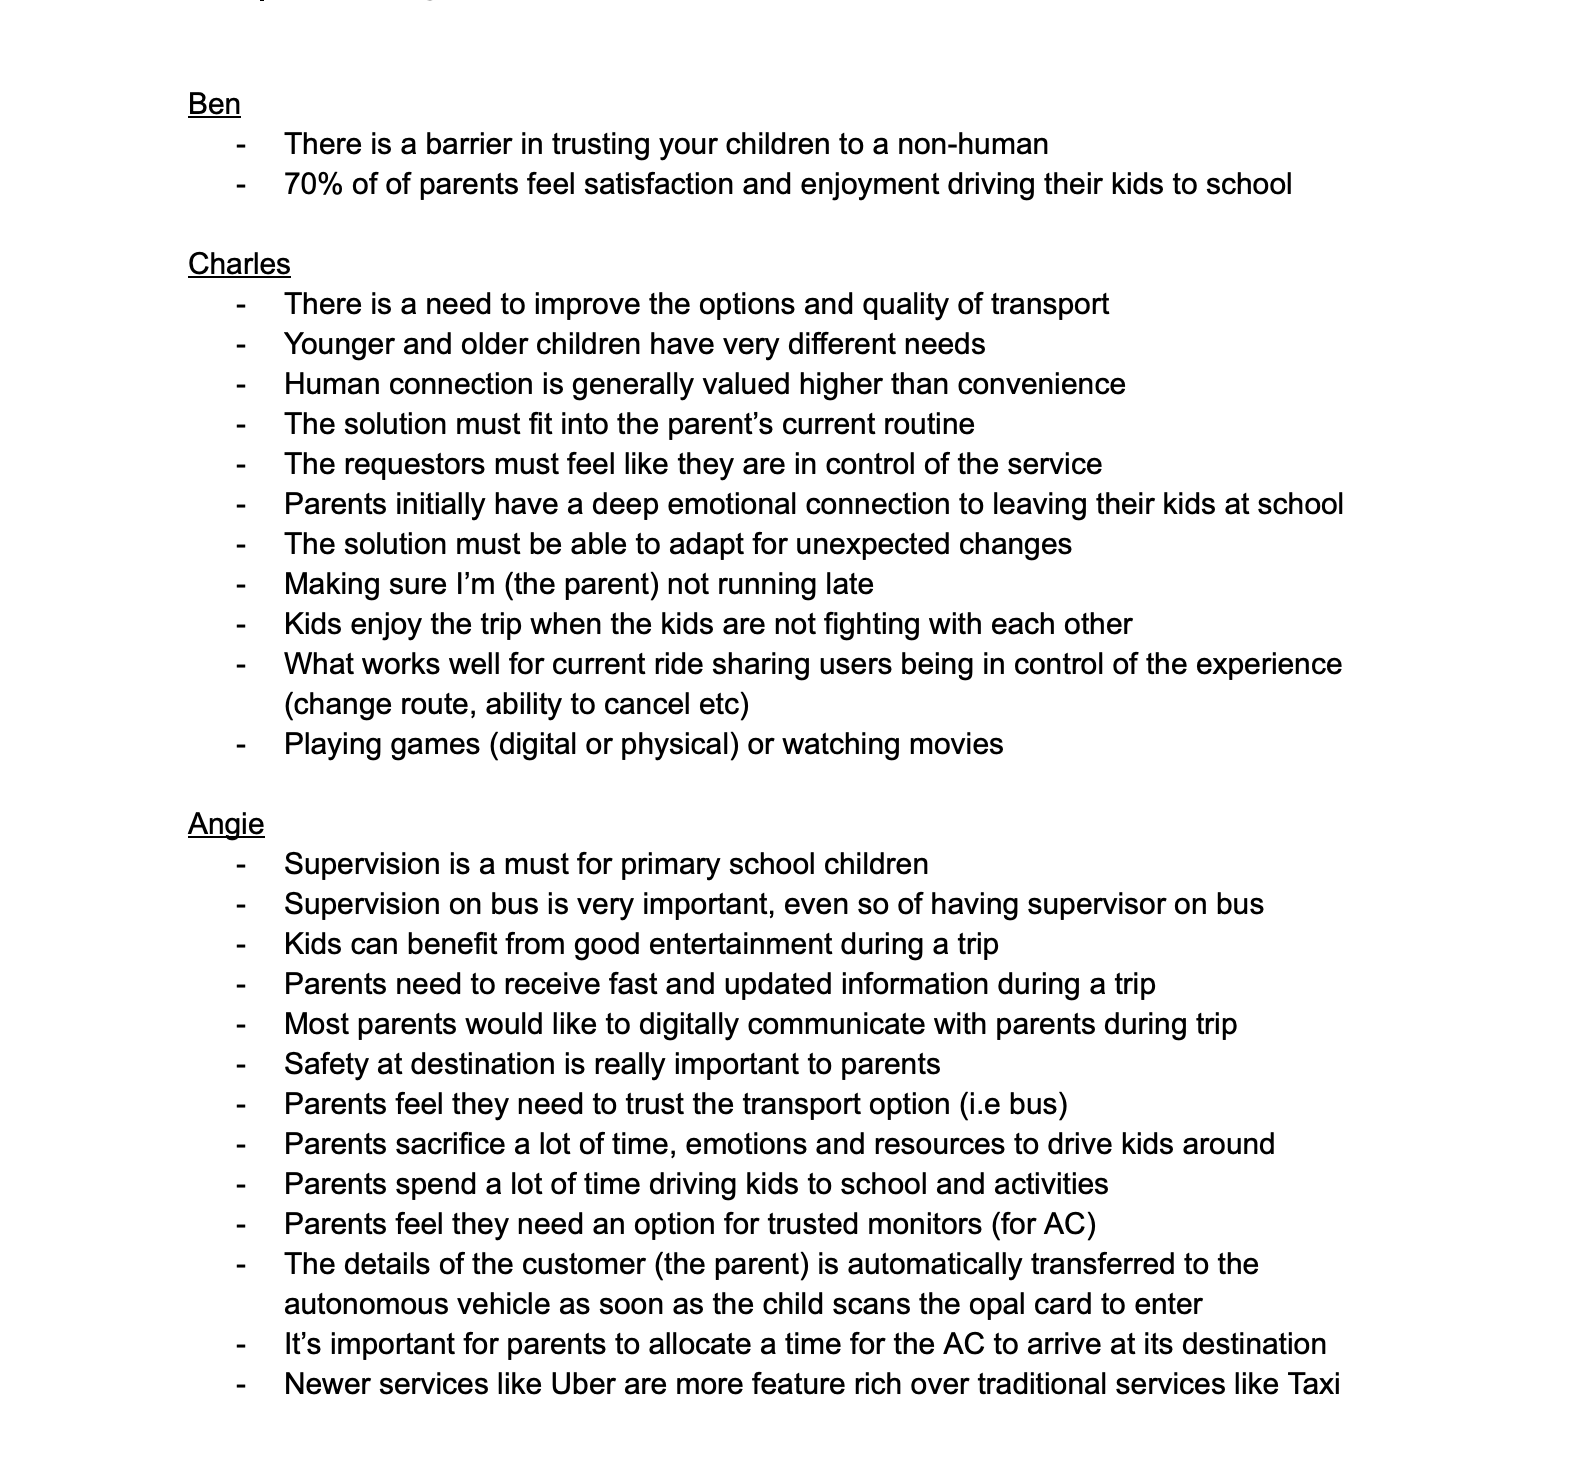 Ben
- There is a barrier in trusting your children to a non-human
- 70% of of parents feel satisfaction and enjoyment driving their kids to school
Charles
- There is a need to improve the options and quality of transport
- Younger and older children have very different needs
- Human connection is generally valued higher than convenience
- The solution must fit into the parent’s current routine
- The requestors must feel like they are in control of the service
- Parents initially have a deep emotional connection to leaving their kids at school
- The solution must be able to adapt for unexpected changes
- Making sure I’m (the parent) not running late
- Kids enjoy the trip when the kids are not fighting with each other
- What works well for current ride sharing users being in control of the experience
(change route, ability to cancel etc)
- Playing games (digital or physical) or watching movies
Angie
- Supervision is a must for primary school children
- Supervision on bus is very important, even so of having supervisor on bus
- Kids can benefit from good entertainment during a trip
- Parents need to receive fast and updated information during a trip
- Most parents would like to digitally communicate with parents during trip
- Safety at destination is really important to parents
- Parents feel they need to trust the transport option (i.e bus)
- Parents sacrifice a lot of time, emotions and resources to drive kids around
- Parents spend a lot of time driving kids to school and activities
- Parents feel they need an option for trusted monitors (for AC)
- The details of the customer (the parent) is automatically transferred to the
autonomous vehicle as soon as the child scans the opal card to enter
- It’s important for parents to allocate a time for the AC to arrive at its destination
- Newer services like Uber are more feature rich over traditional services like Taxi